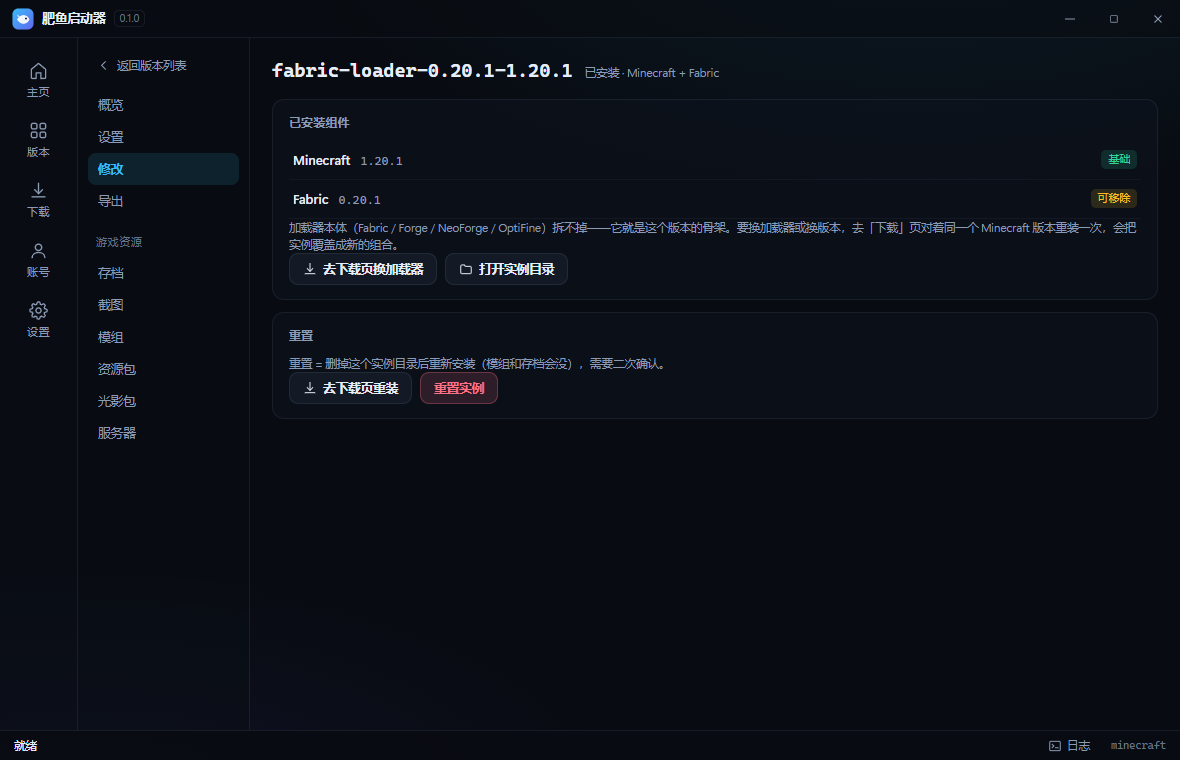 肥鱼启动器 0.1.0
主页
版本
下载
账号
设置
返回版本列表
概览
设置
修改
导出
游戏资源
存档
截图
模组
资源包
光影包
服务器
fabric-loader-0.20.1-1.20.1 已安装 · Minecraft + Fabric
已安装组件
Minecraft 1.20.1 基础
Fabric 0.20.1 可移除
加载器本体（Fabric / Forge / NeoForge / OptiFine）拆不掉——它就是这个版本的骨架。要换加载器或换版本，去「下载」页对着同一个 Minecraft 版本重装一次，会把
实例覆盖成新的组合。
去下载页换加载器 打开实例目录
重置
重置 = 删掉这个实例目录后重新安装（模组和存档会没），需要二次确认。
去下载页重装 重置实例
就绪 日志 minecraft